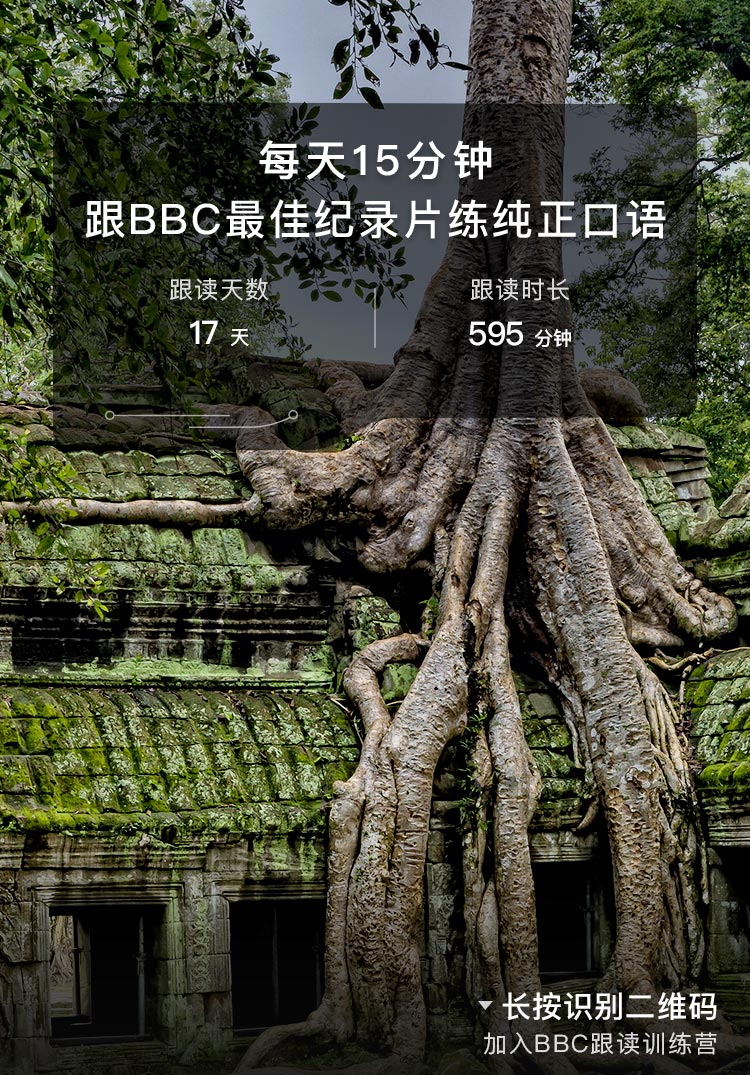 每天15分钟
跟BBC最佳纪录片练纯正口语
跟读天数 跟读时长
17 天 595 分钟
长按识别二维码
加入BBC跟读训练营